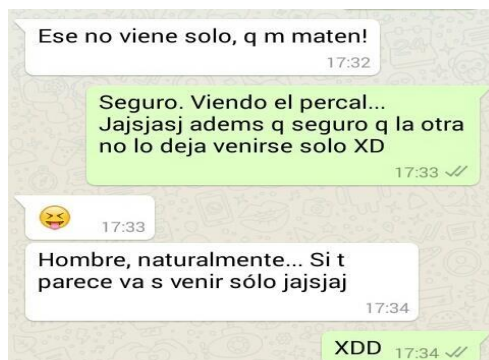 Ese no viene solo, q m maten!
17:32
Seguro. Viendo el percal...
Jajsjasj adems q seguro q la otra
no lo deja venirse solo XD
17:33
😝
17:33
Hombre, naturalmente... Si t
parece va s venir sólo jajsjaj
17:34
XDD 17:34